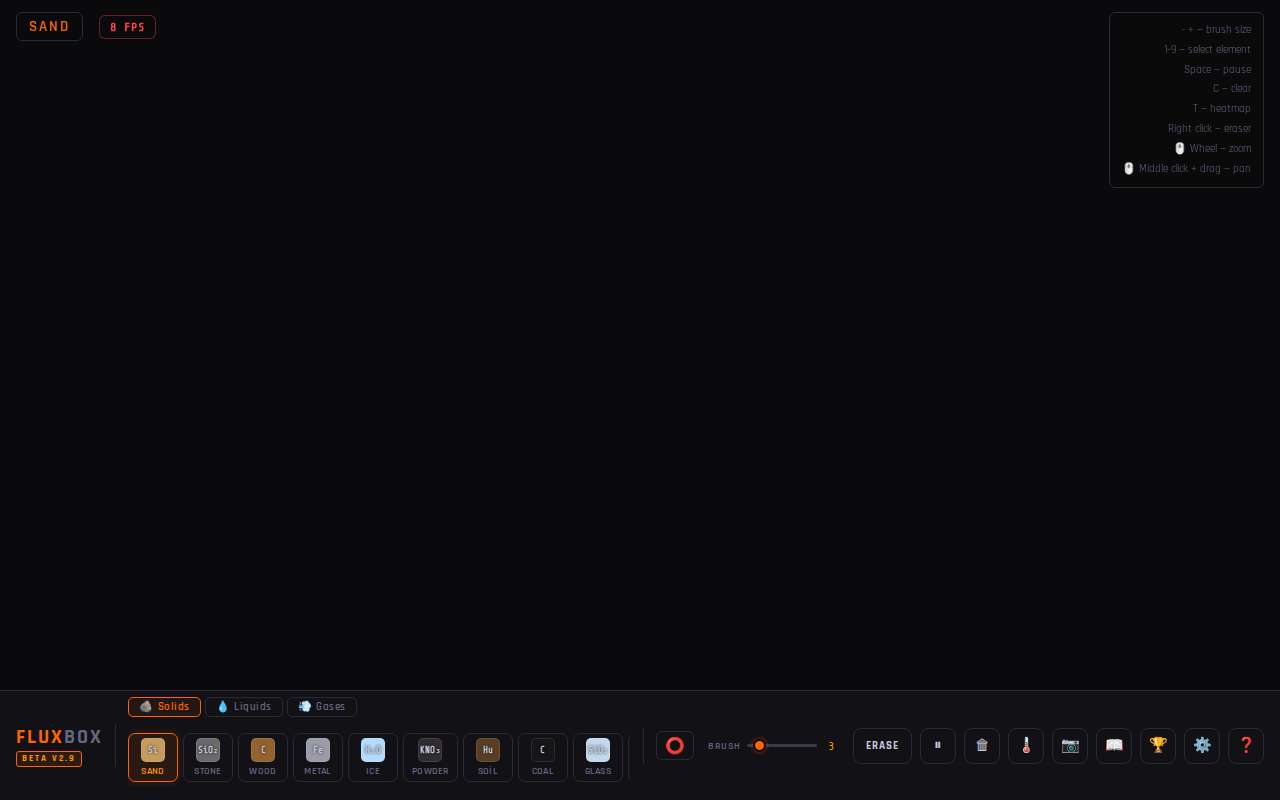 SAND
8 FPS
- + – brush size
1-9 – select element
Space – pause
C – clear
T – heatmap
Right click – eraser
Wheel – zoom
Middle click + drag – pan
Solids
Liquids
Gases
FLUXBOX
BETA V2.9
Si
SAND
SiO₂
STONE
C
WOOD
Fe
METAL
H₂O
ICE
KNO₃
POWDER
Hu
SOİL
C
COAL
GLASS
BRUSH
3
ERASE